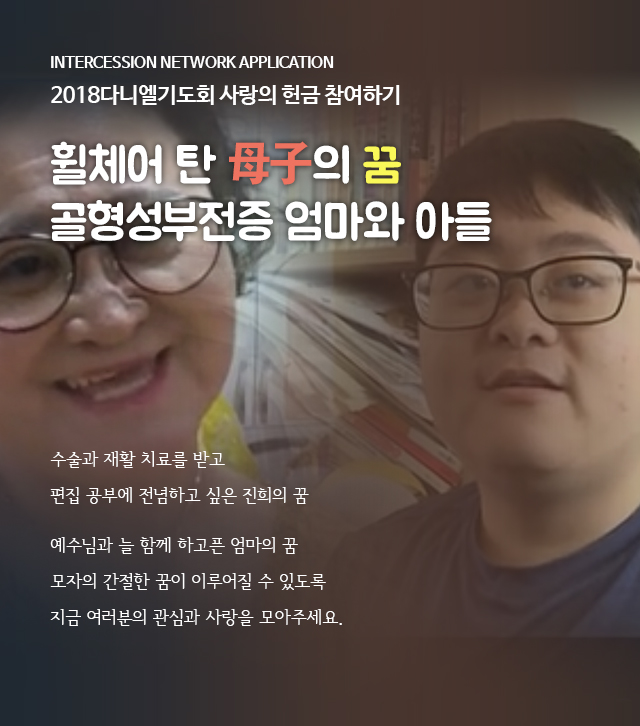 INTERCESSION NETWORK APPLICATION
2018다니엘기도회 사랑의 헌금 참여하기
휠체어 탄 母子의 꿈
골형성부전증 엄마와 아들
수술과 재활 치료를 받고
편집 공부에 전념하고 싶은 진희의 꿈
예수님과 늘 함께 하고픈 엄마의 꿈
모자의 간절한 꿈이 이루어질 수 있도록
지금 여러분의 관심과 사랑을 모아주세요.